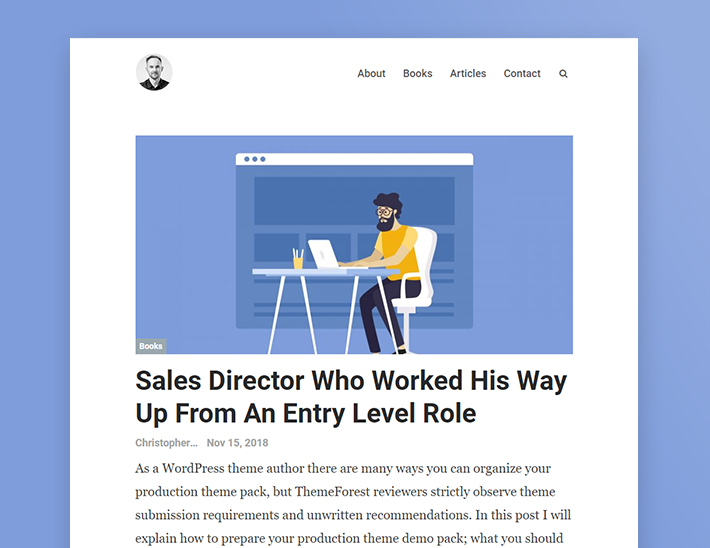 About Books Articles Contact
Books
Sales Director Who Worked His Way
Up From An Entry Level Role
Christopher... Nov 15, 2018
As a WordPress theme author there are many ways you can organize your
production theme pack, but ThemeForest reviewers strictly observe theme
submission requirements and unwritten recommendations. In this post I will
explain how to prepare your production theme demo pack; what you should